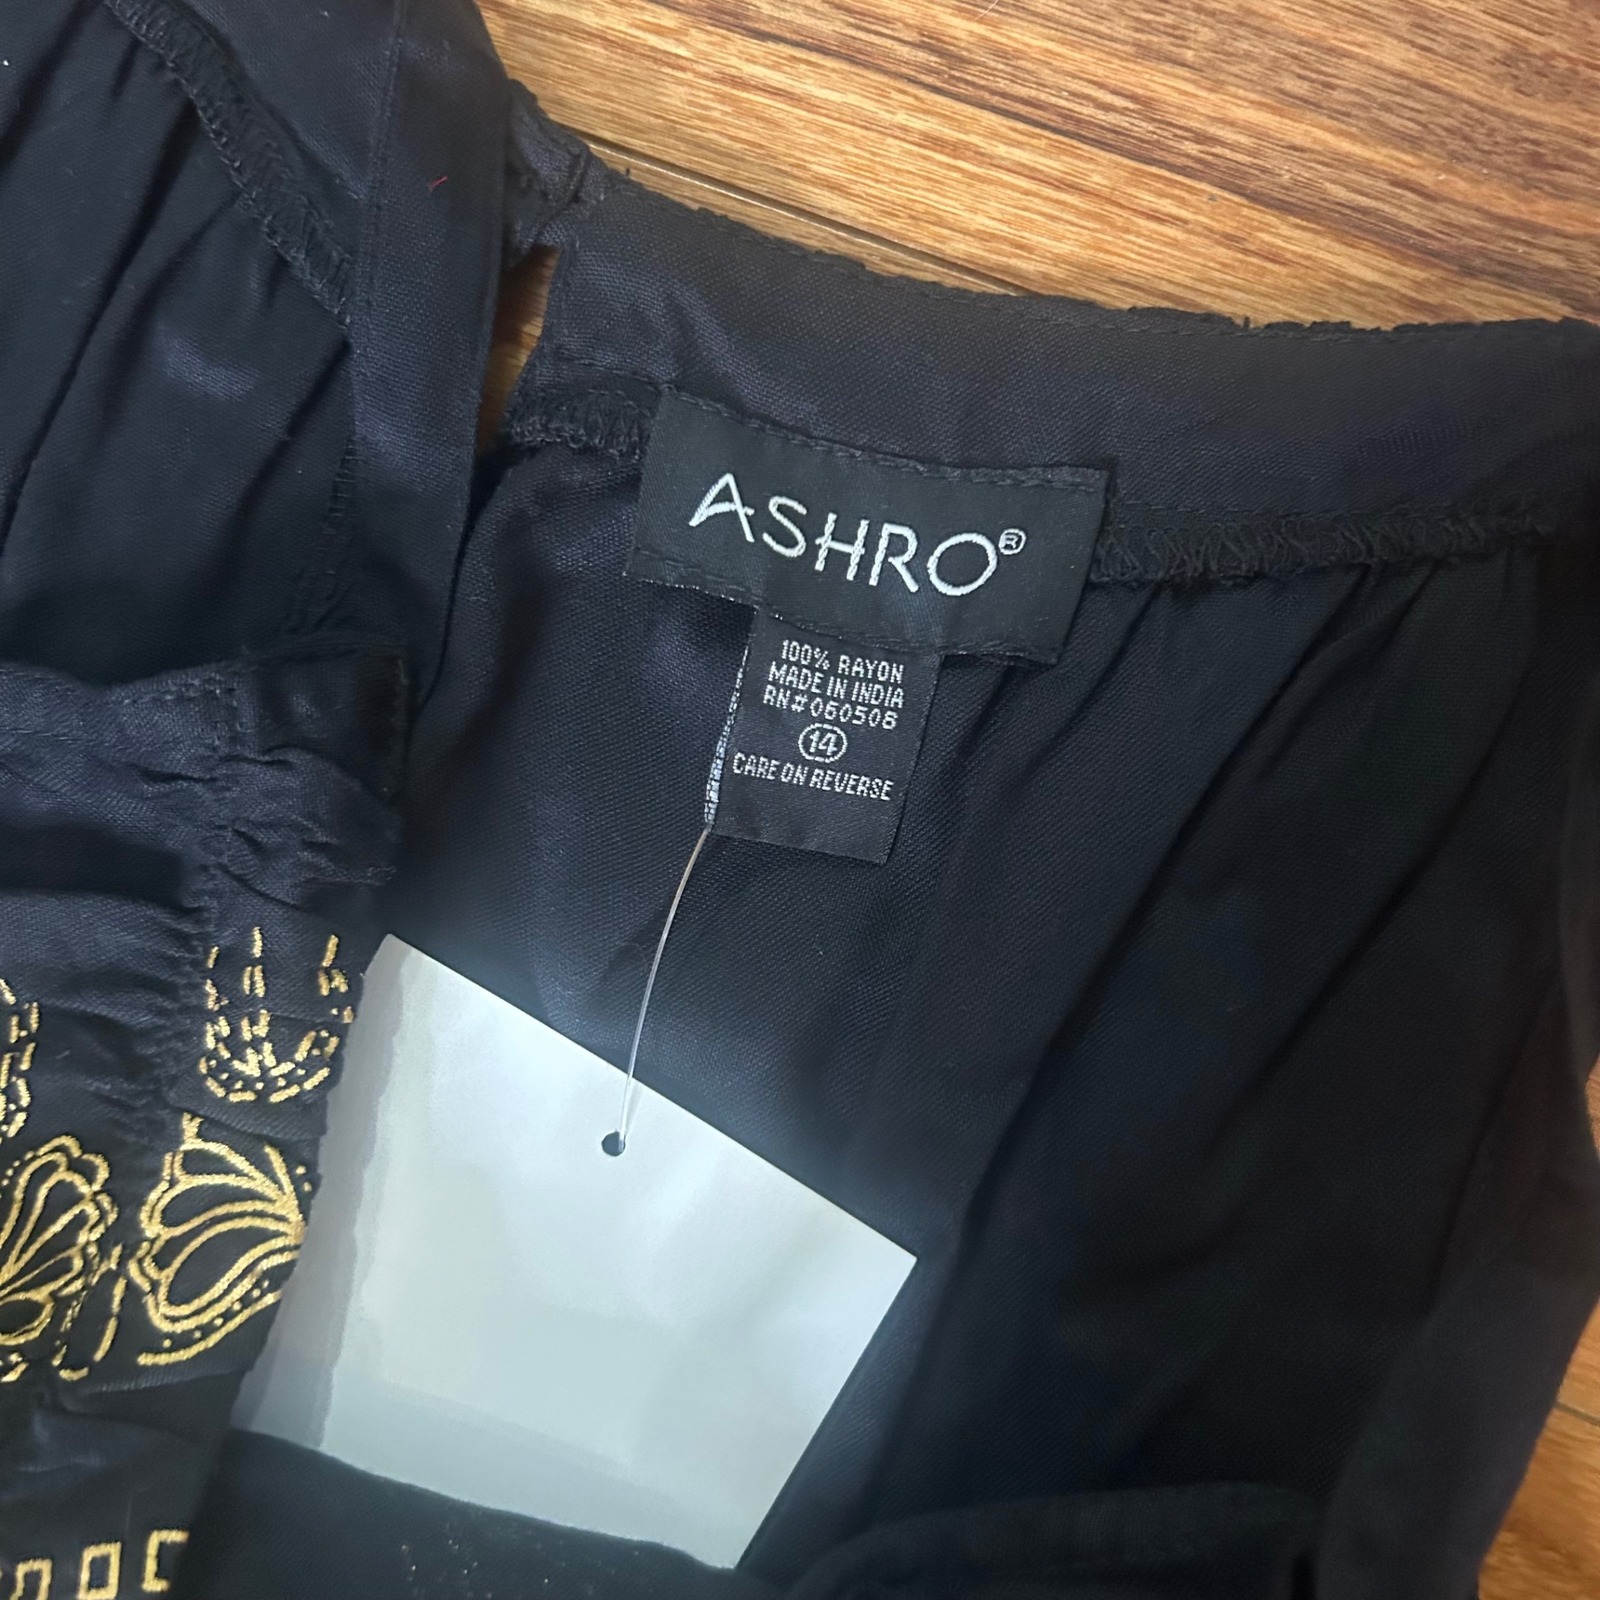 ASHRO®
100% RAYON
MADE IN INDIA
RN#060508
14
CARE ON REVERSE